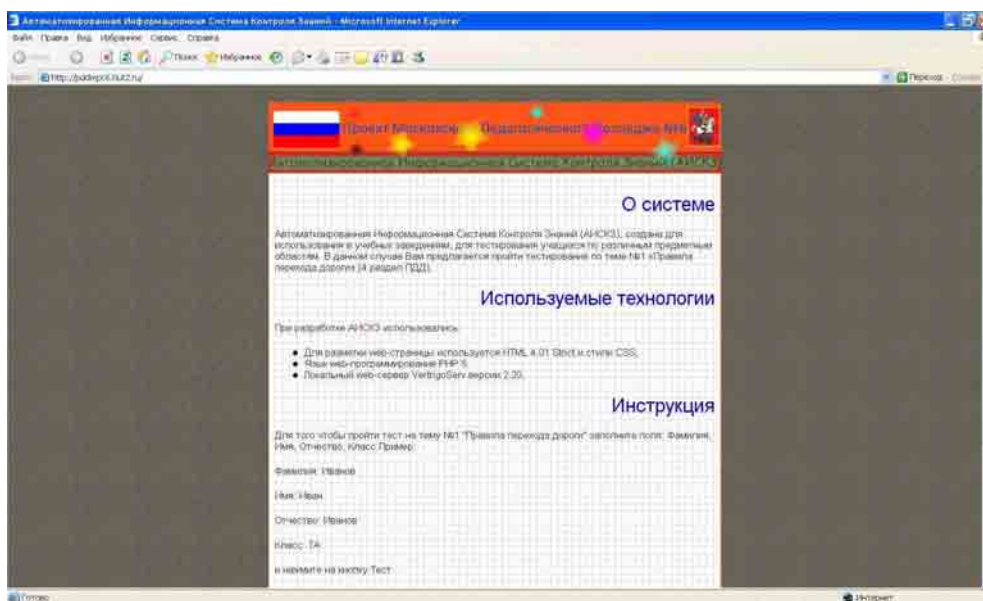 Автоматизированная Информационная Система Контроля Знаний - Microsoft Internet Explorer
Файл Правка Вид Избранное Сервис Справка
Поиск Избранное
Переход
Проект Московского Педагогического Колледжа №6
Автоматизированная Информационная Система Контроля Знаний (АИСКЗ)
О системе
Автоматизированная Информационная Система Контроля Знаний (АИСКЗ), создана для
использования в учебных заведениях, для тестирования учащихся по различным предметным
областям. В данном случае Вам предлагается пройти тестирование по теме №1 «Правила
перехода дороги» (4 раздел ПДД).
Используемые технологии
При разработке АИСКЗ использовались:
Для разметки web-страницы используется HTML 4.01 Strict и стили CSS;
Язык web-программирования PHP 5;
Локальный web-сервер VertrigoServ версии 2.20;
Инструкция
Для того чтобы пройти тест на тему №1 "Правила перехода дороги" заполните поля: Фамилия,
Имя, Отчество, Класс. Пример:
Фамилия: Иванов
Имя: Иван
Отчество: Иванов
Класс: 7А
и нажмите на кнопку Тест
Готово
Интернет